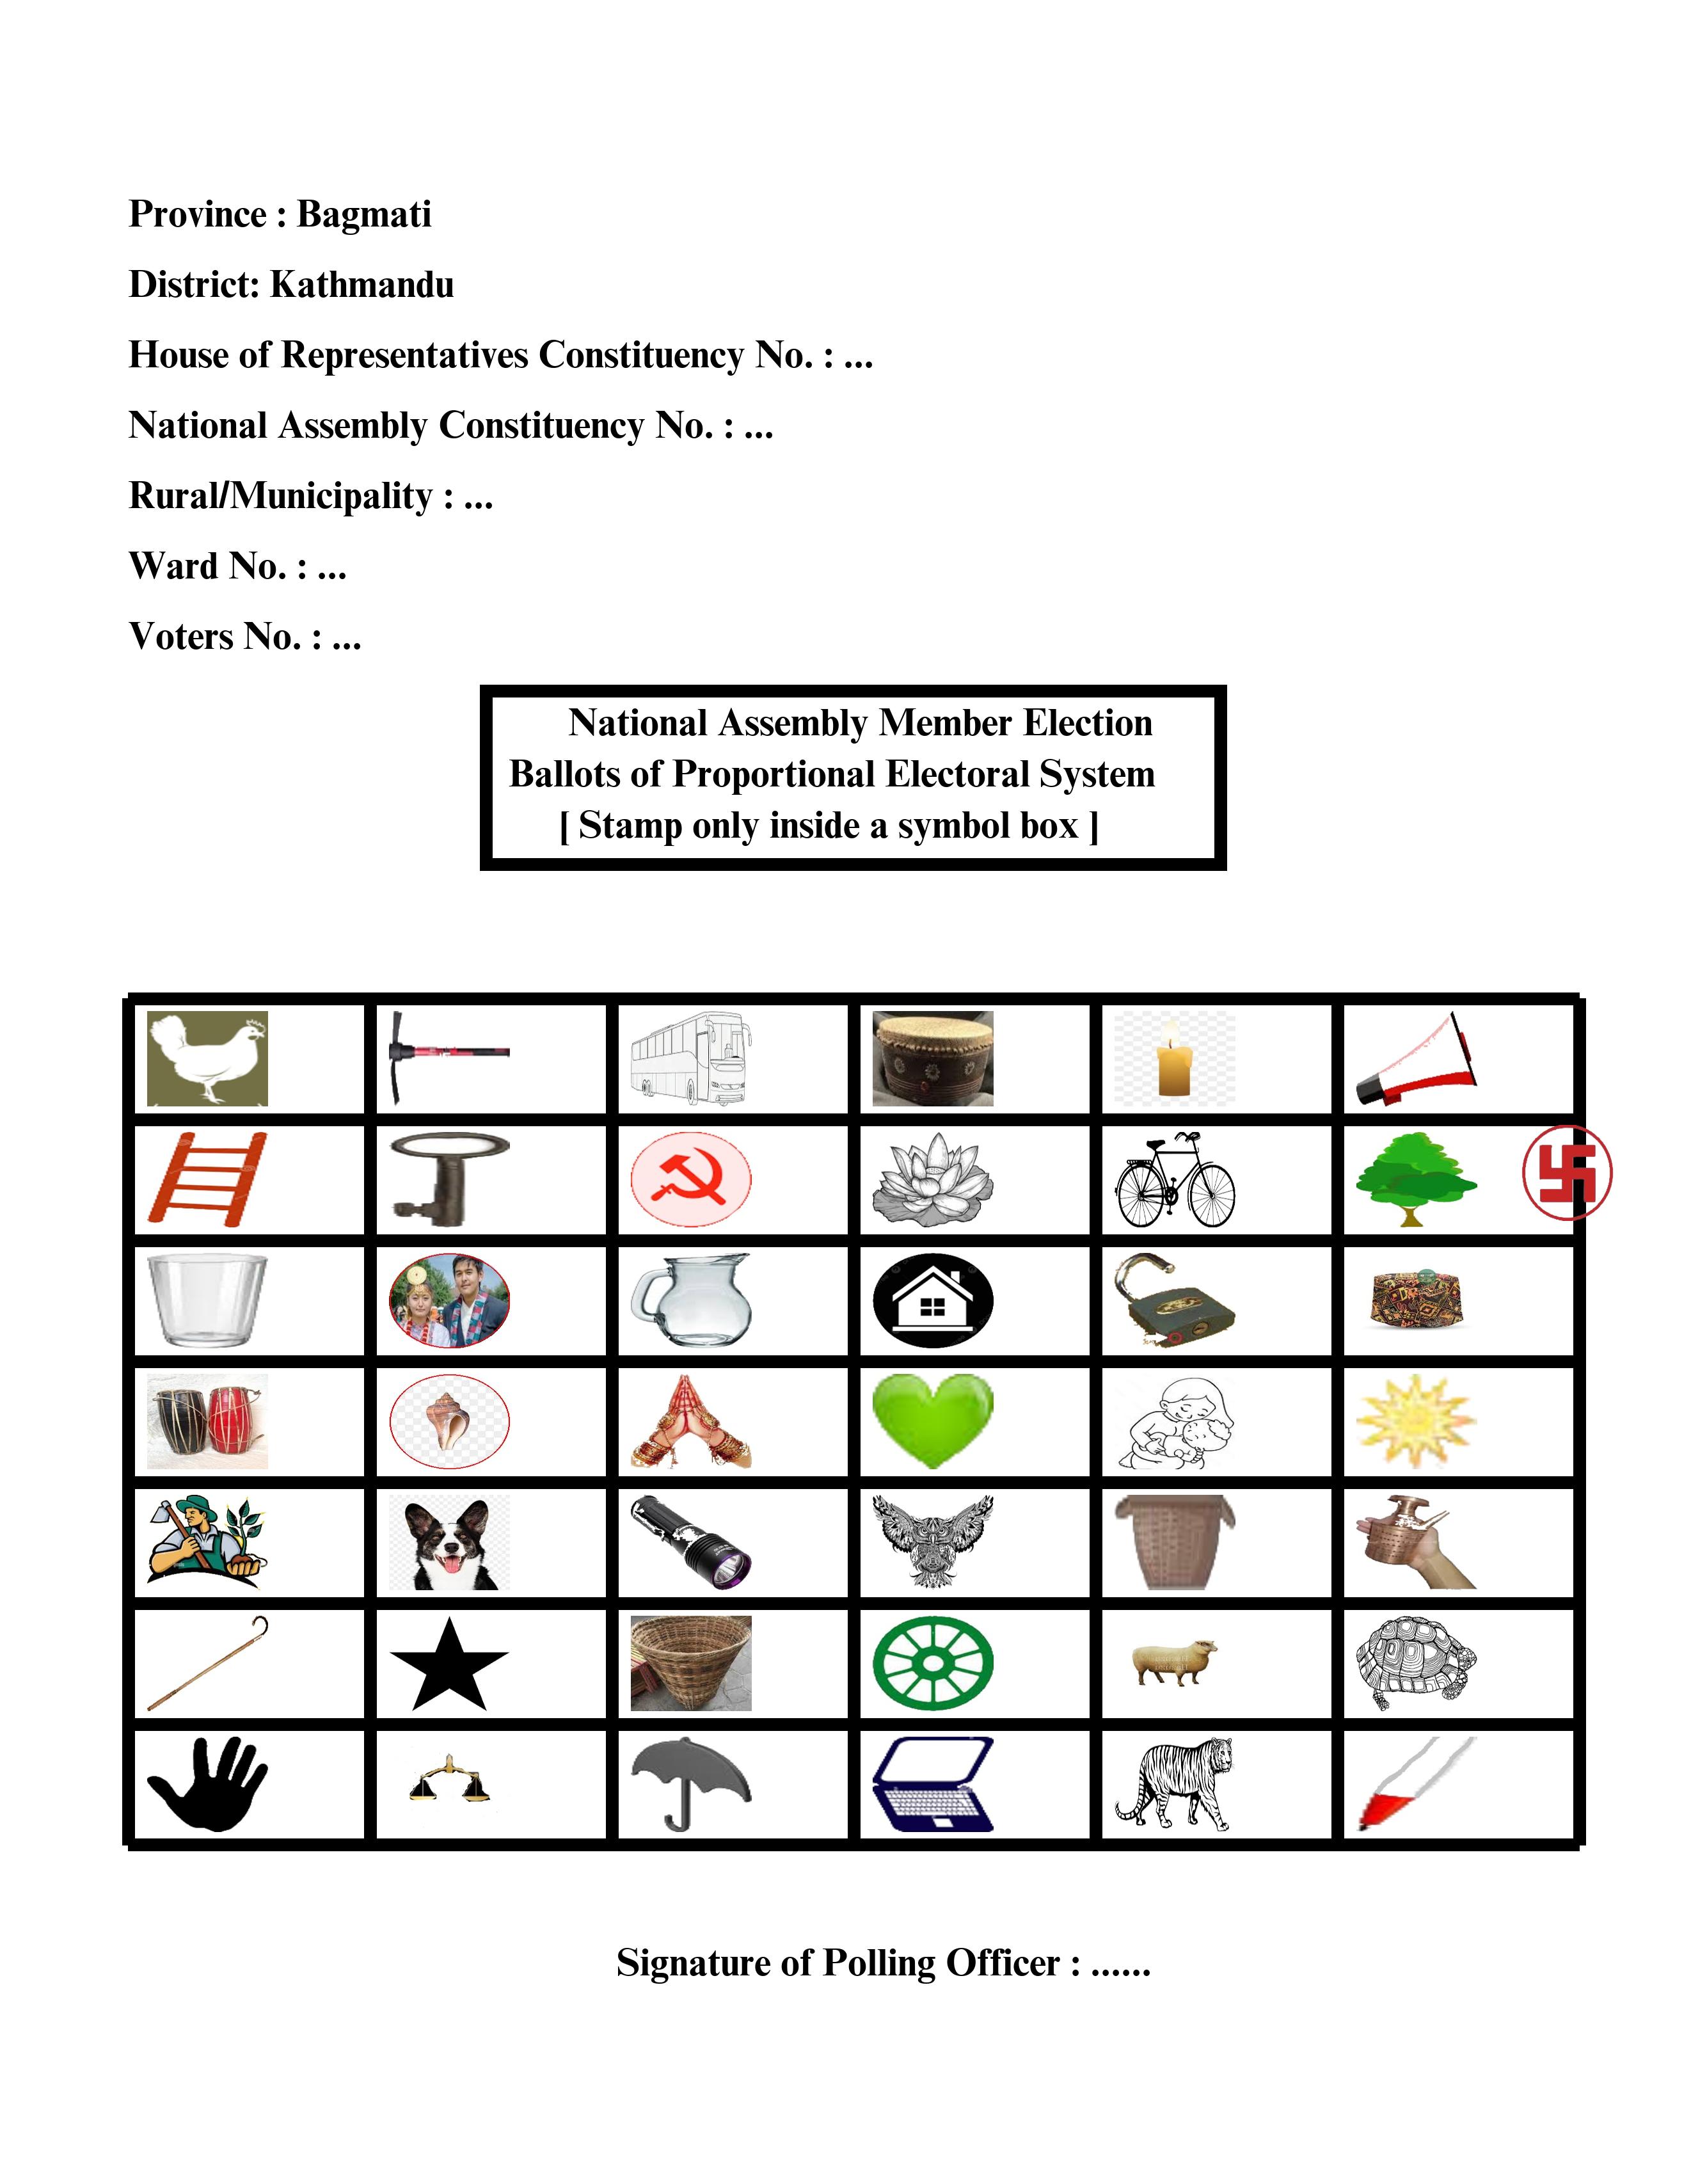 Province : Bagmati
District: Kathmandu
House of Representatives Constituency No. : ...
National Assembly Constituency No. : ...
Rural/Municipality : ...
Ward No. : ...
Voters No. : ...
National Assembly Member Election
Ballots of Proportional Electoral System
[ Stamp only inside a symbol box ]
Signature of Polling Officer : ......